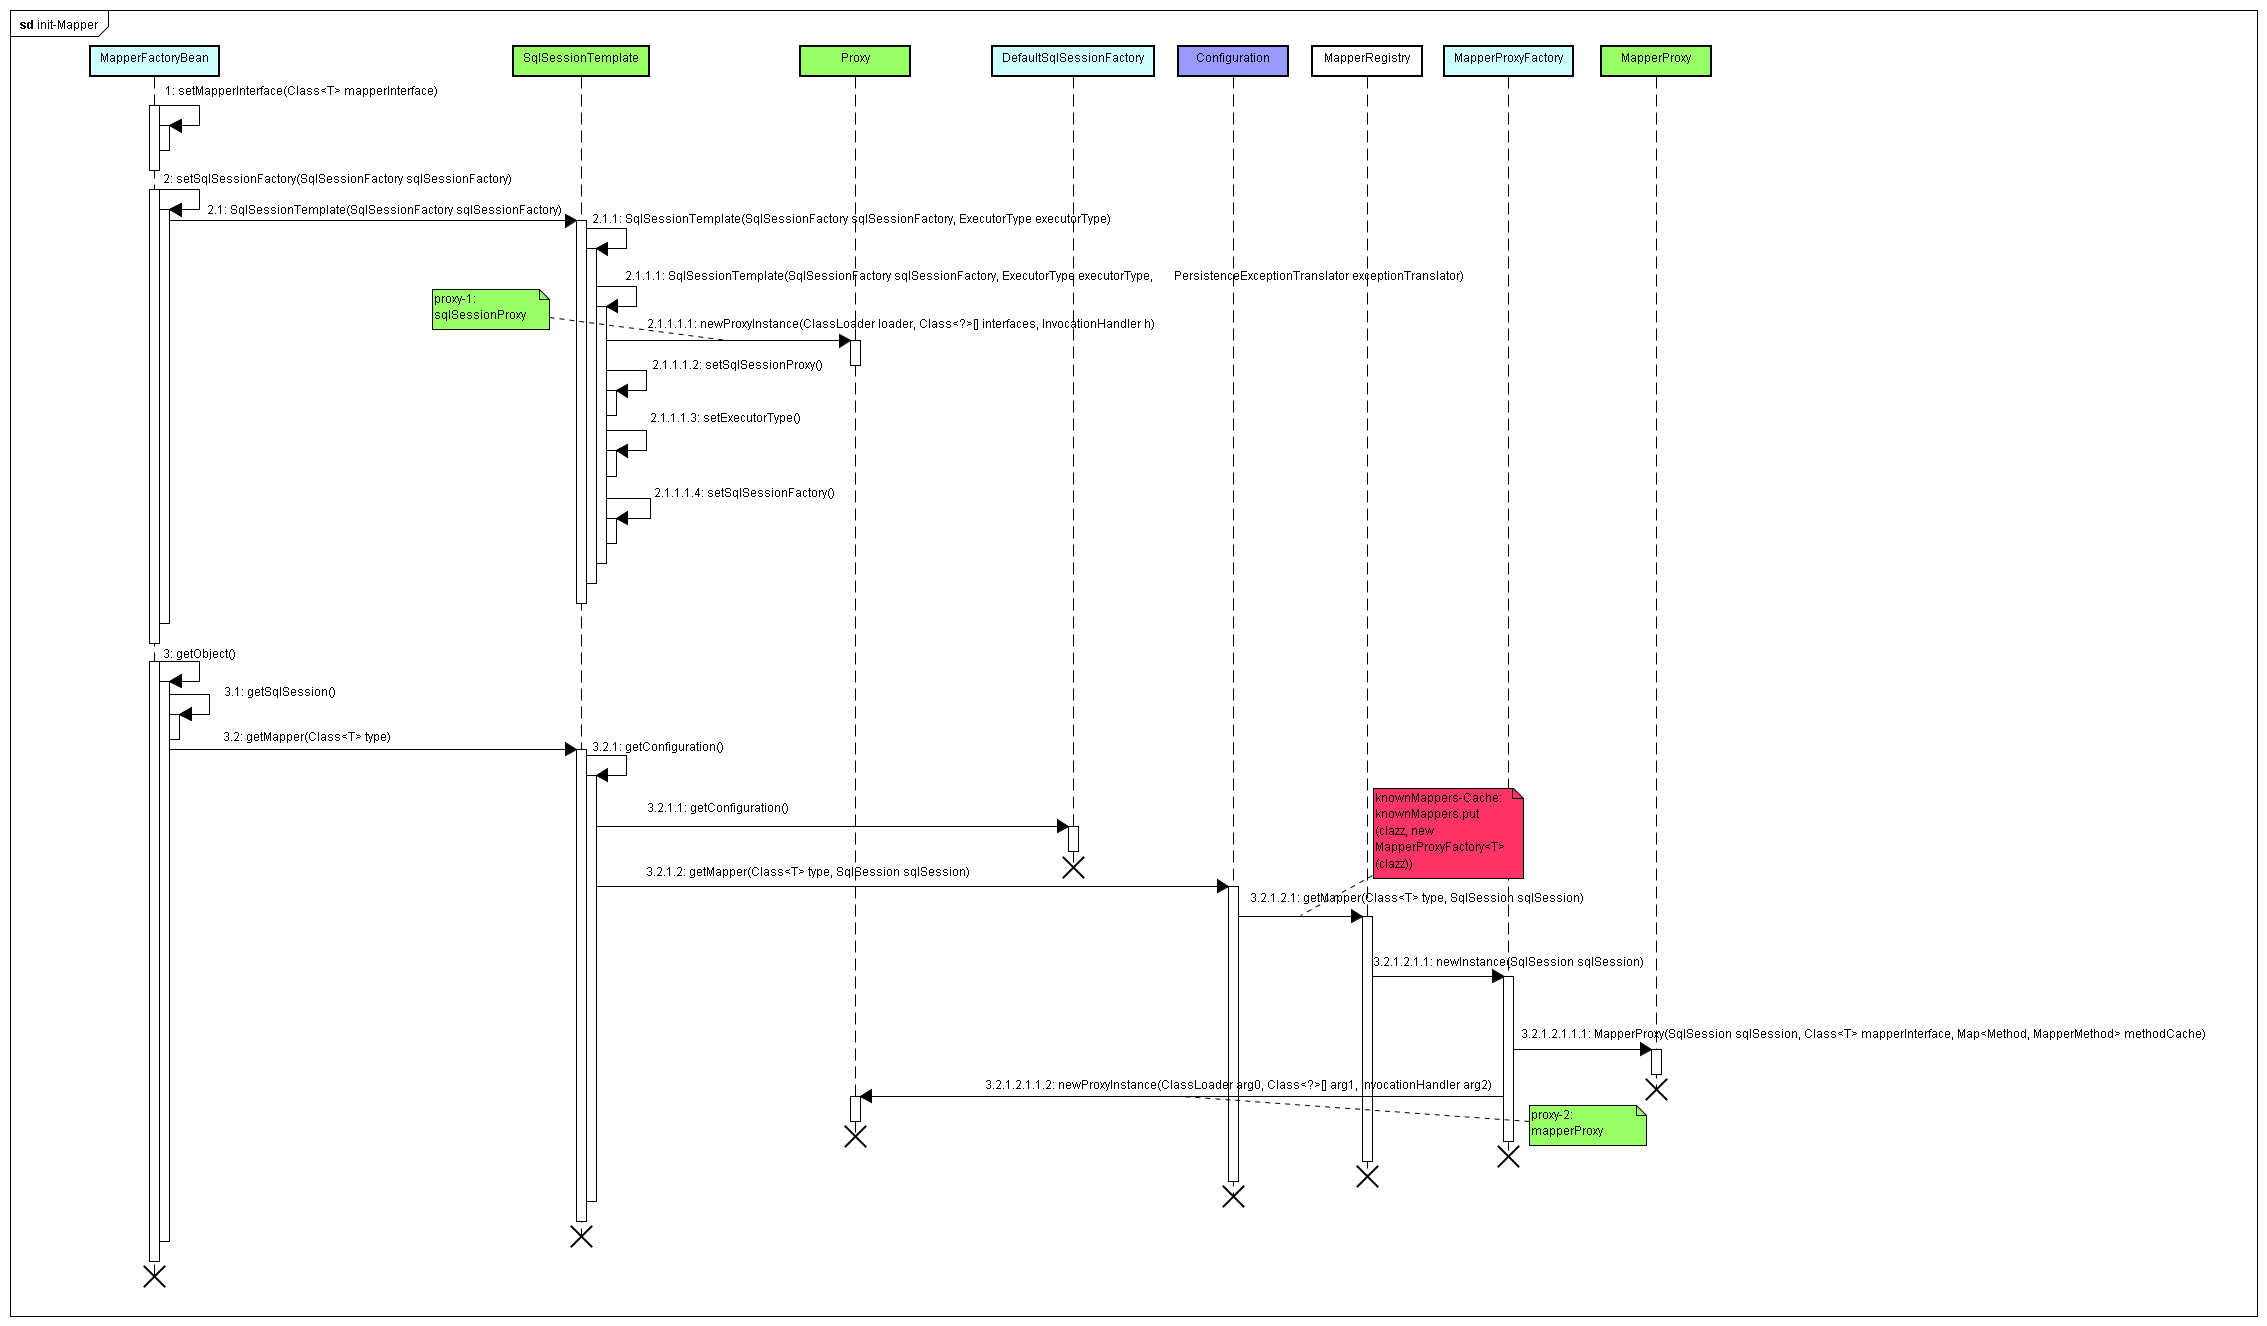 sd init-Mapper
MapperFactoryBean
SqlSessionTemplate
Proxy
DefaultSqlSessionFactory
Configuration
MapperRegistry
MapperProxyFactory
MapperProxy
1: setMapperInterface(Class<T> mapperInterface)
2: setSqlSessionFactory(SqlSessionFactory sqlSessionFactory)
2.1: SqlSessionTemplate(SqlSessionFactory sqlSessionFactory)
2.1.1: SqlSessionTemplate(SqlSessionFactory sqlSessionFactory, ExecutorType executorType)
2.1.1.1: SqlSessionTemplate(SqlSessionFactory sqlSessionFactory, ExecutorType executorType, PersistenceExceptionTranslator exceptionTranslator)
proxy-1:
sqlSessionProxy
2.1.1.1.1: newProxyInstance(ClassLoader loader, Class<?>[] interfaces, InvocationHandler h)
2.1.1.1.2: setSqlSessionProxy()
2.1.1.1.3: setExecutorType()
2.1.1.1.4: setSqlSessionFactory()
3: getObject()
3.1: getSqlSession()
3.2: getMapper(Class<T> type)
3.2.1: getConfiguration()
3.2.1.1: getConfiguration()
knownMappers-Cache:
knownMappers.put
(clazz, new
MapperProxyFactory<T>
(clazz))
3.2.1.2: getMapper(Class<T> type, SqlSession sqlSession)
3.2.1.2.1: getMapper(Class<T> type, SqlSession sqlSession)
3.2.1.2.1.1: newInstance(SqlSession sqlSession)
3.2.1.2.1.1.1: MapperProxy(SqlSession sqlSession, Class<T> mapperInterface, Map<Method, MapperMethod> methodCache)
3.2.1.2.1.1.2: newProxyInstance(ClassLoader arg0, Class<?>[] arg1, InvocationHandler arg2)
proxy-2:
mapperProxy